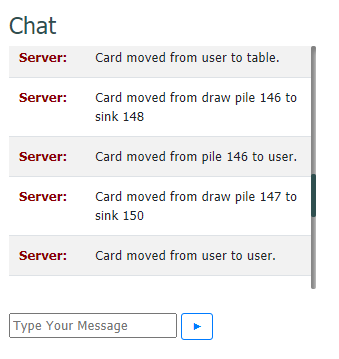 Chat
Server: Card moved from user to table.
Server: Card moved from draw pile 146 to
sink 148
Server: Card moved from pile 146 to user.
Server: Card moved from draw pile 147 to
sink 150
Server: Card moved from user to user.
Type Your Message